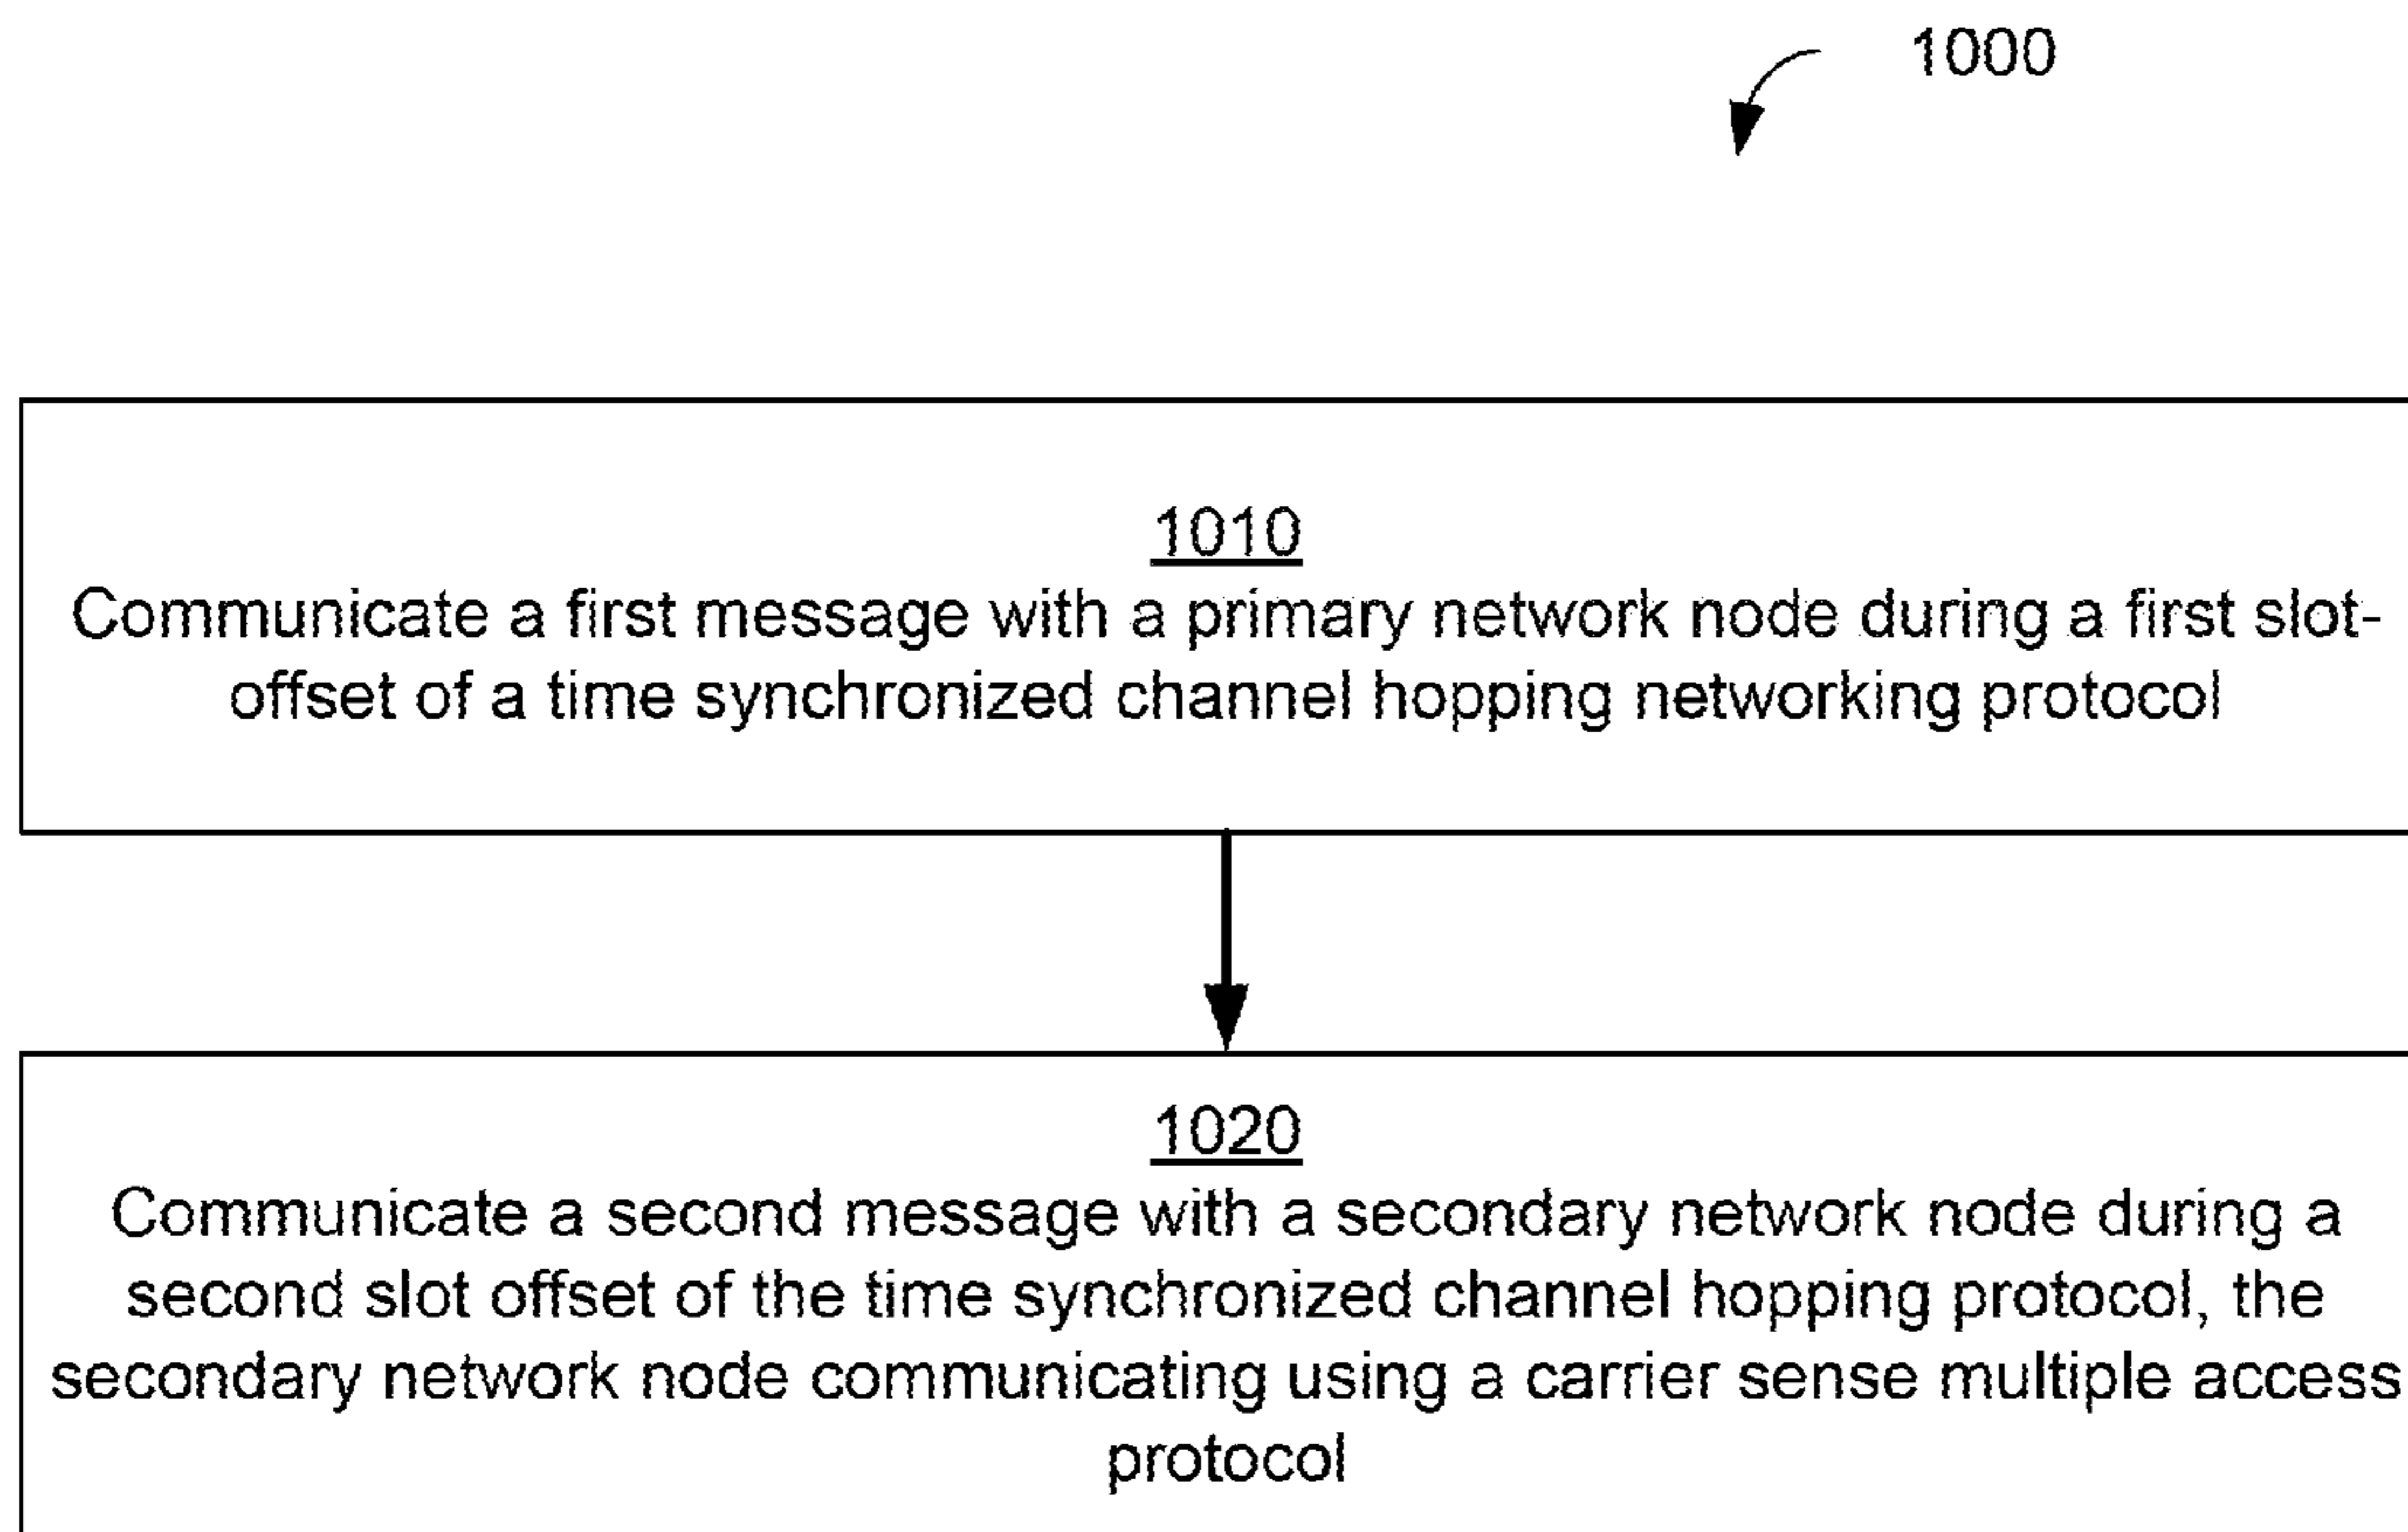 1000
1010
Communicate a first message with a primary network node during a first slot-
offset of a time synchronized channel hopping networking protocol
1020
Communicate a second message with a secondary network node during a
second slot offset of the time synchronized channel hopping protocol, the
secondary network node communicating using a carrier sense multiple access
protocol